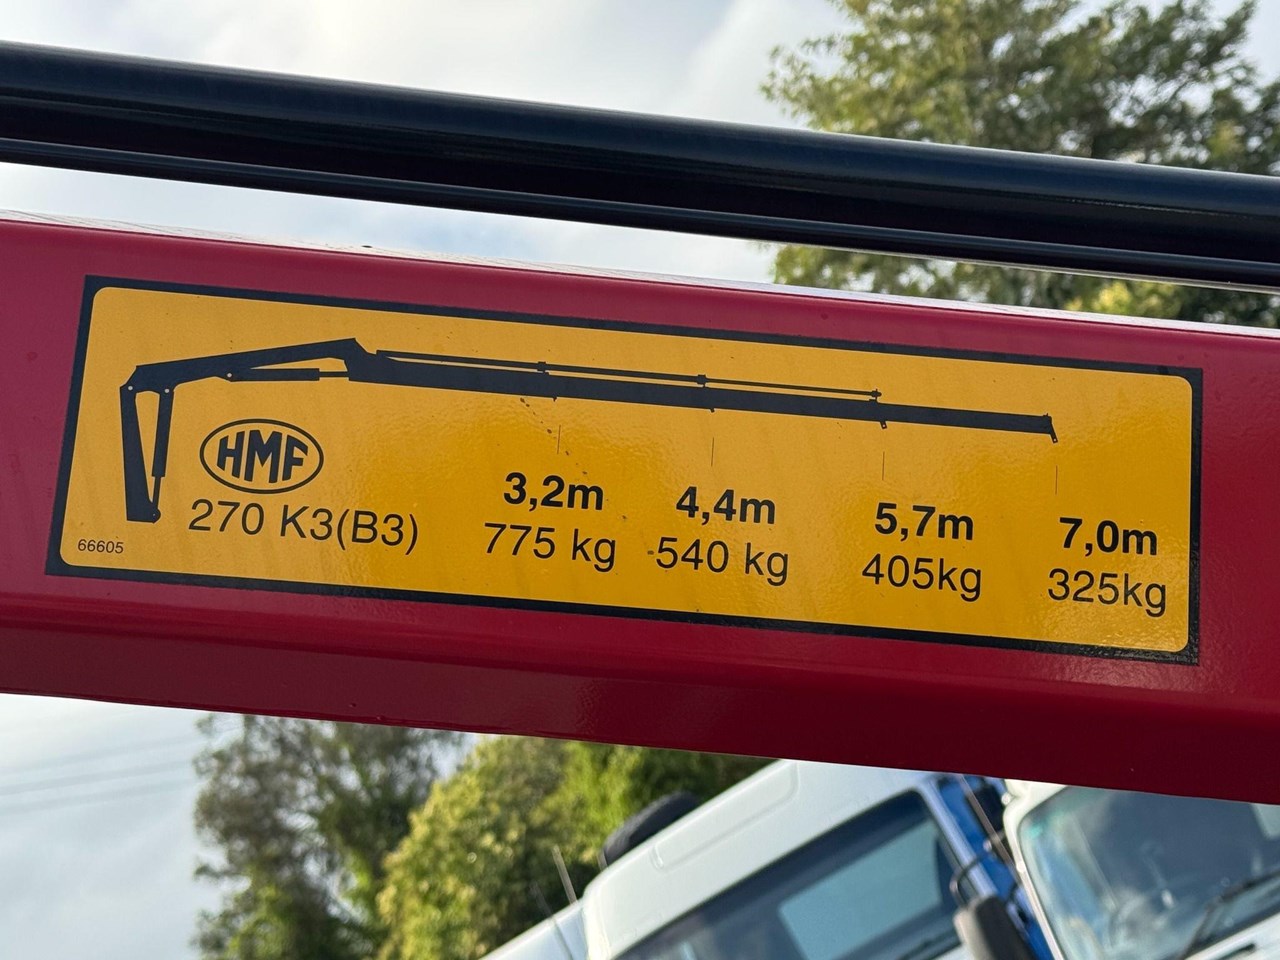 HMF
270 K3(B3)
66605
3,2m
775 kg
4,4m
540 kg
5,7m
405kg
7,0m
325kg